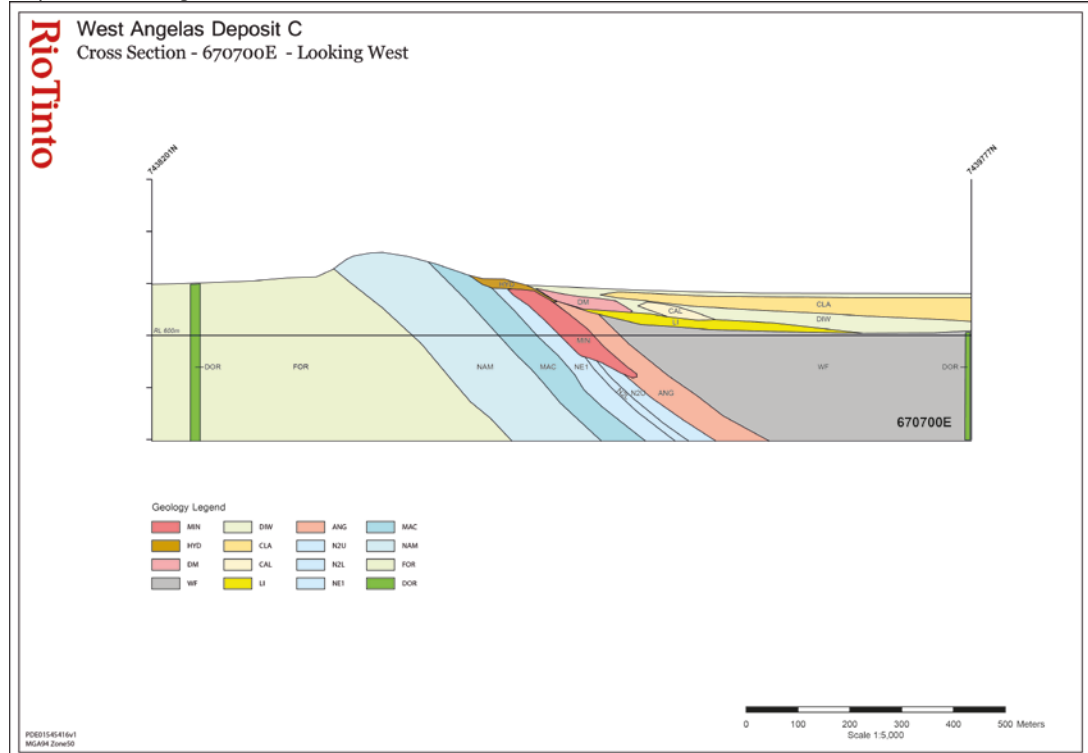 RioTinto
West Angelas Deposit C
Cross Section - 670700E - Looking West
7438201N
7439777N
HYD
DM
CAL
CLA
DIW
LI
RL 600m
MIN
DOR
FOR
NAM
MAC
NE1
N2U
ANG
WF
DOR
670700E
Geology Legend
MIN DIW ANG MAC
HYD CLA N2U NAM
DM CAL N2L FOR
WF LI NE1 DOR
0 100 200 300 400 500 Meters
Scale 1:5,000
PDE01545416v1
MGA94 Zone50